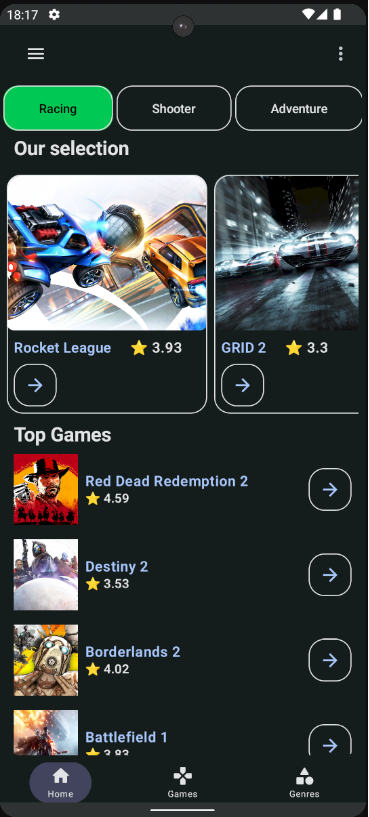 18:17
Racing Shooter Adventure
Our selection
Rocket League ⭐ 3.93 GRID 2 ⭐ 3.3
Top Games
Red Dead Redemption 2
⭐ 4.59
Destiny 2
⭐ 3.53
Borderlands 2
⭐ 4.02
Battlefield 1
⭐ 3.83
Home Games Genres